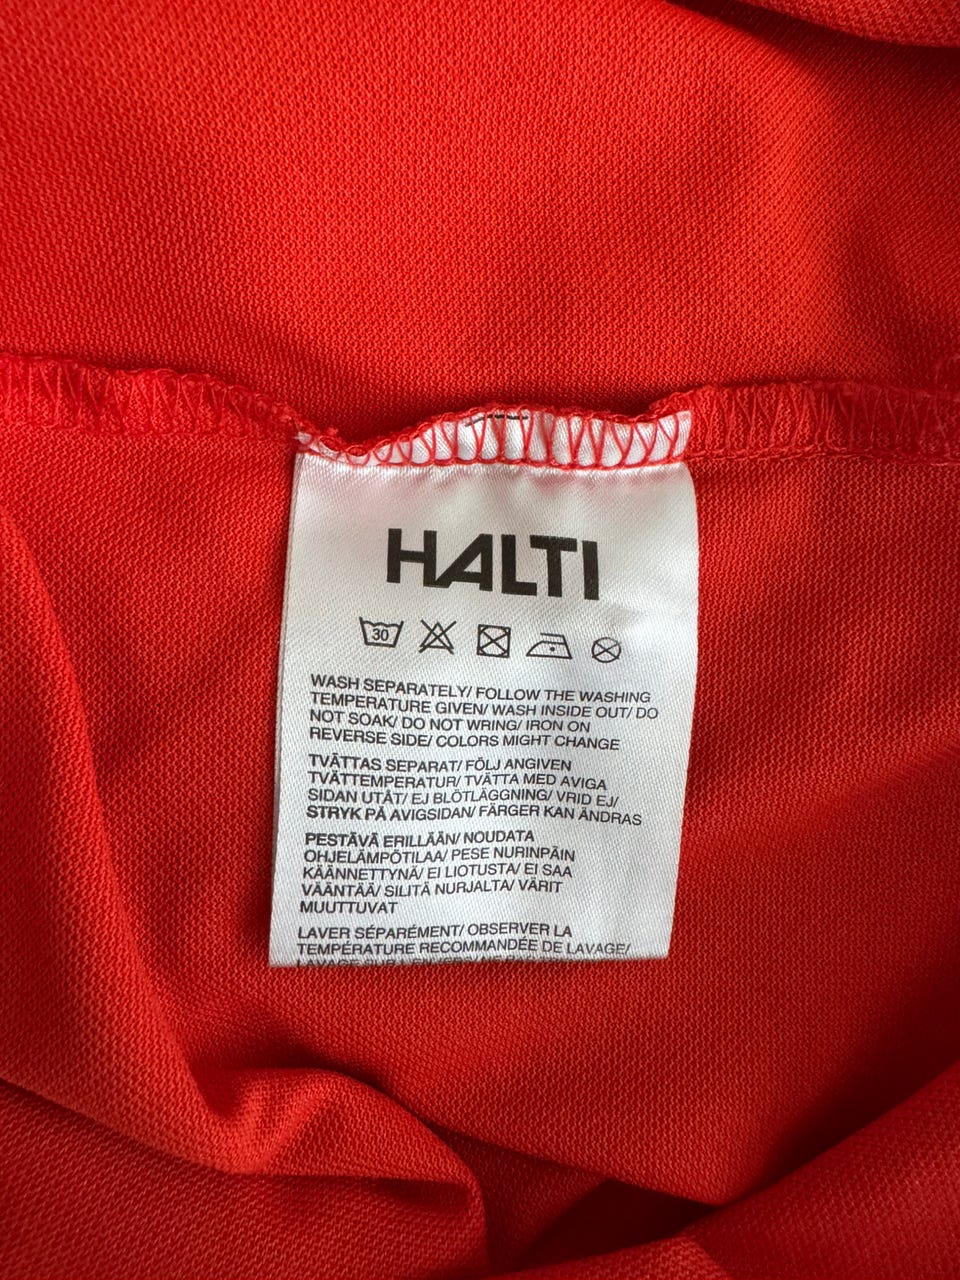 HALTI
30
WASH SEPARATELY/ FOLLOW THE WASHING
TEMPERATURE GIVEN/ WASH INSIDE OUT/ DO
NOT SOAK/ DO NOT WRING/ IRON ON
REVERSE SIDE/ COLORS MIGHT CHANGE
TVÄTTAS SEPARAT/ FÖLJ ANGIVEN
TVÄTTEMPERATUR/ TVÄTTA MED AVIGA
SIDAN UTÅT/ EJ BLÖTLÄGGNING/ VRID EJ/
STRYK PÅ AVIGSIDAN/ FÄRGER KAN ÄNDRAS
PESTÄVÄ ERILLÄÄN/ NOUDATA
OHJELÄMPÖTILAA/ PESE NURINPÄIN
KÄÄNNETTYNÄ/ EI LIOTUSTA/ EI SAA
VÄÄNTÄÄ/ SILITÄ NURJALTA/ VÄRIT
MUUTTUVAT
LAVER SÉPARÉMENT/ OBSERVER LA
TEMPÉRATURE RECOMMANDÉE DE LAVAGE/